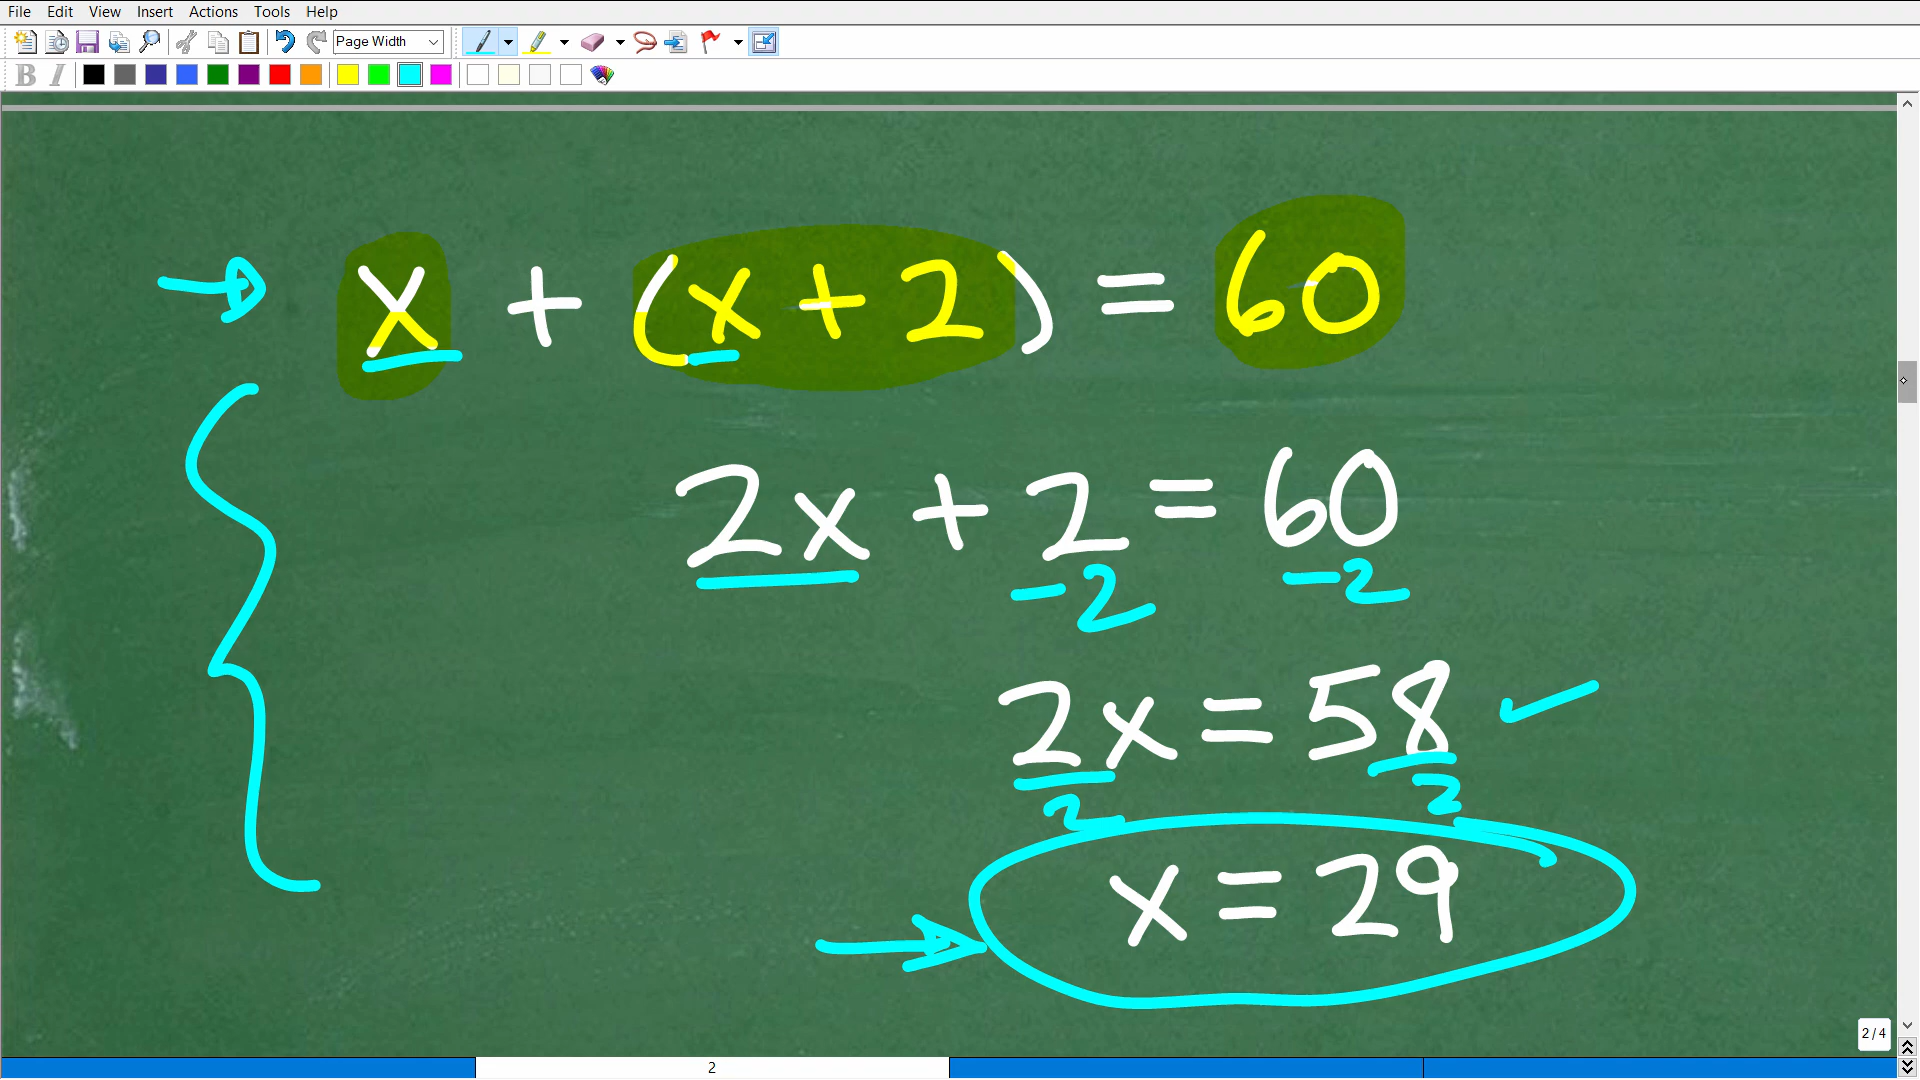 File Edit View Insert Actions Tools Help
Page Width
B I
x + (x + 2) = 60
2x + 2 = 60
-2 -2
2x = 58 ✓
2 2
x = 29
2 / 4
2